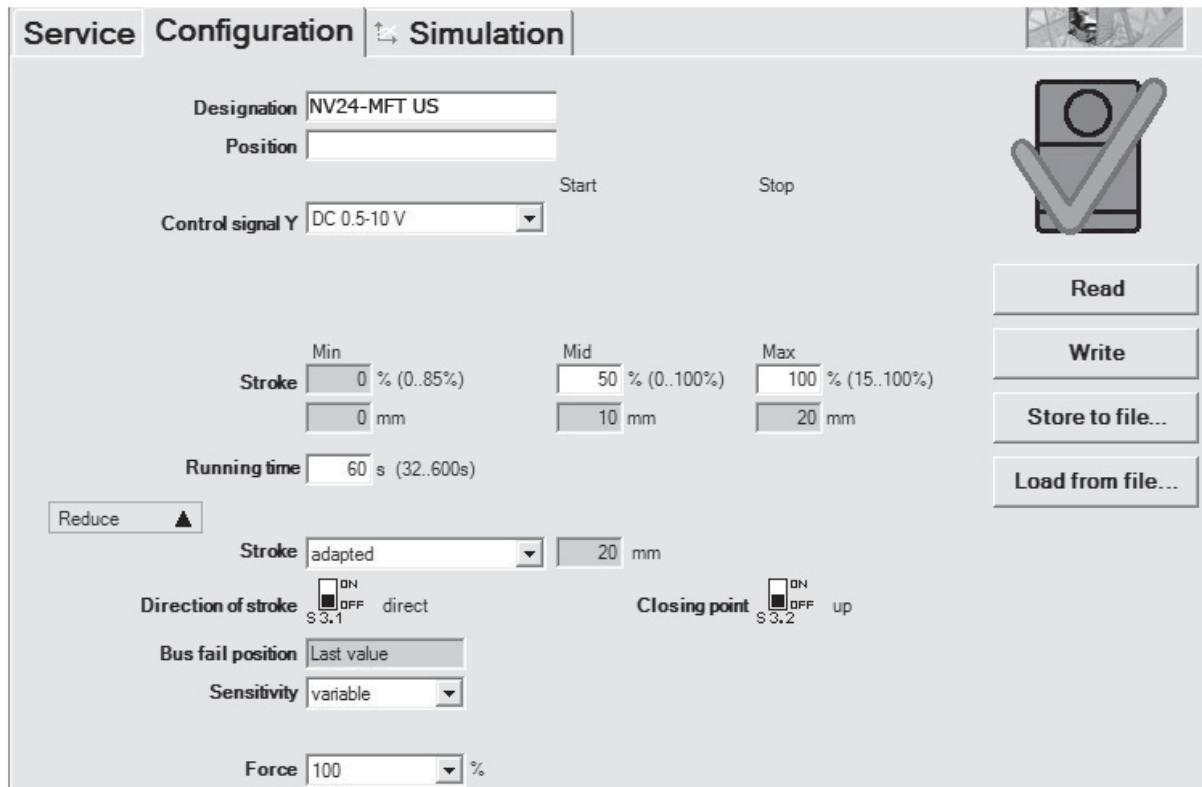 Service Configuration Simulation
Designation NV24-MFT US
Position
Start Stop
Control signal Y DC 0.5-10 V
Read
Min Mid Max
Write
Stroke 0 % (0..85%) 50 % (0..100%) 100 % (15..100%)
0 mm 10 mm 20 mm
Store to file...
Running time 60 s (32..600s)
Load from file...
Reduce
Stroke adapted 20 mm
Direction of stroke ON OFF S3.1 direct Closing point ON OFF S3.2 up
Bus fail position Last value
Sensitivity variable
Force 100 %